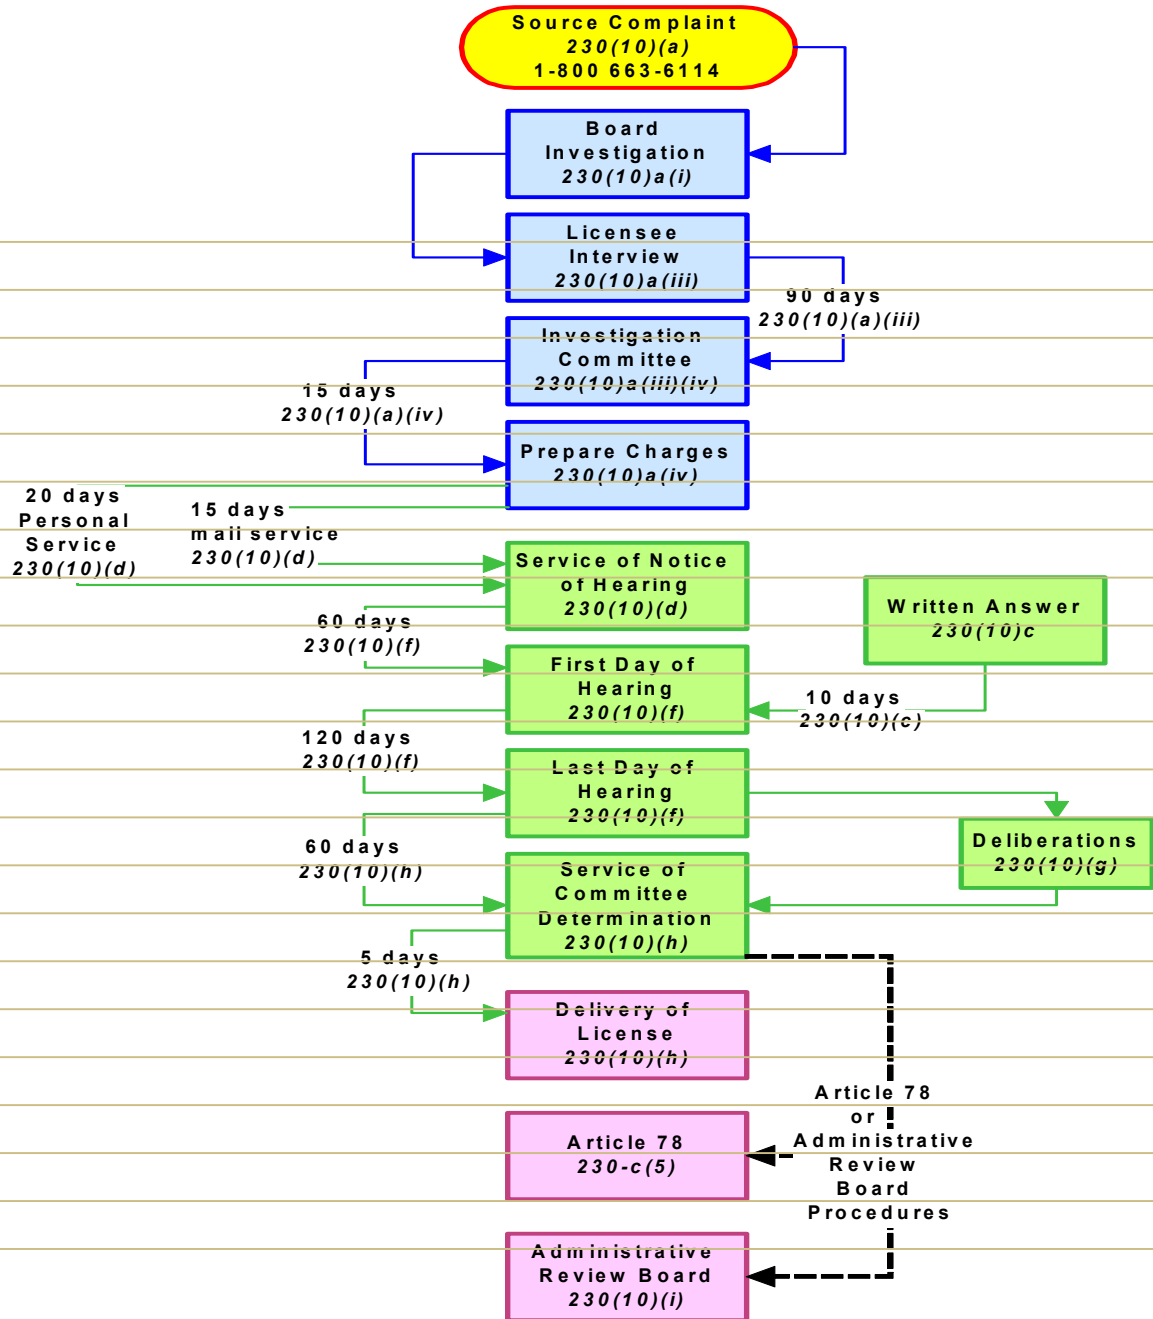 Source Complaint
230(10)(a)
1-800 663-6114
Board
Investigation
230(10)a(i)
Licensee
Interview
230(10)a(iii)
90 days
230(10)(a)(iii)
Investigation
Committee
230(10)a(iii)(iv)
15 days
230(10)(a)(iv)
Prepare Charges
230(10)a(iv)
20 days
Personal
Service
230(10)(d)
15 days
mail service
230(10)(d)
Service of Notice
of Hearing
230(10)(d)
Written Answer
230(10)c
60 days
230(10)(f)
First Day of
Hearing
230(10)(f)
10 days
230(10)(c)
120 days
230(10)(f)
Last Day of
Hearing
230(10)(f)
Deliberations
230(10)(g)
60 days
230(10)(h)
Service of
Committee
Determination
230(10)(h)
5 days
230(10)(h)
Delivery of
License
230(10)(h)
Article 78
or
Administrative
Review
Board
Procedures
Article 78
230-c(5)
Administrative
Review Board
230(10)(i)